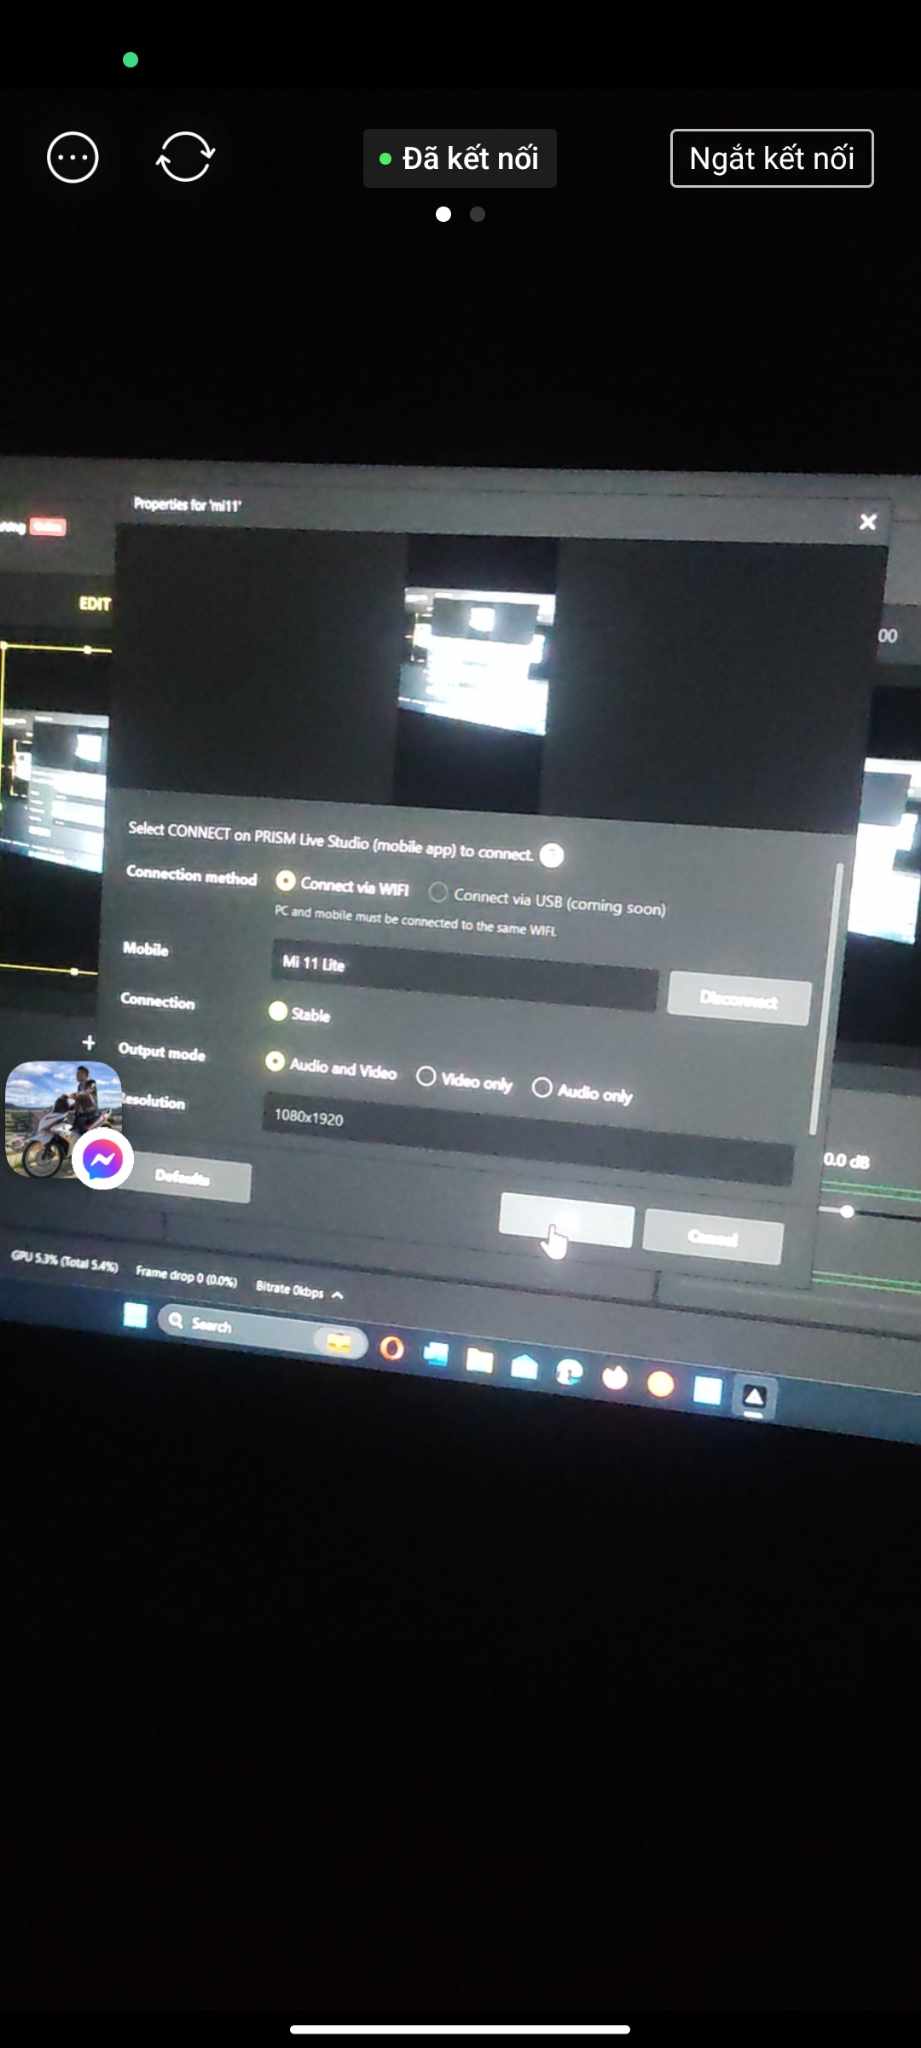 Đã kết nối
Ngắt kết nối
Properties for 'mi11'
EDIT
00
Select CONNECT on PRISM Live Studio (mobile app) to connect.
Connection method
Connect via WIFI
Connect via USB (coming soon)
PC and mobile must be connected to the same WIFI.
Mobile
Mi 11 Lite
Disconnect
Connection
Stable
Output mode
Audio and Video
Video only
Audio only
Resolution
1080x1920
0.0 dB
Defaults
Cancel
GPU 5.3% (Total 5.4%)
Frame drop 0 (0.0%)
Bitrate 0kbps
Search